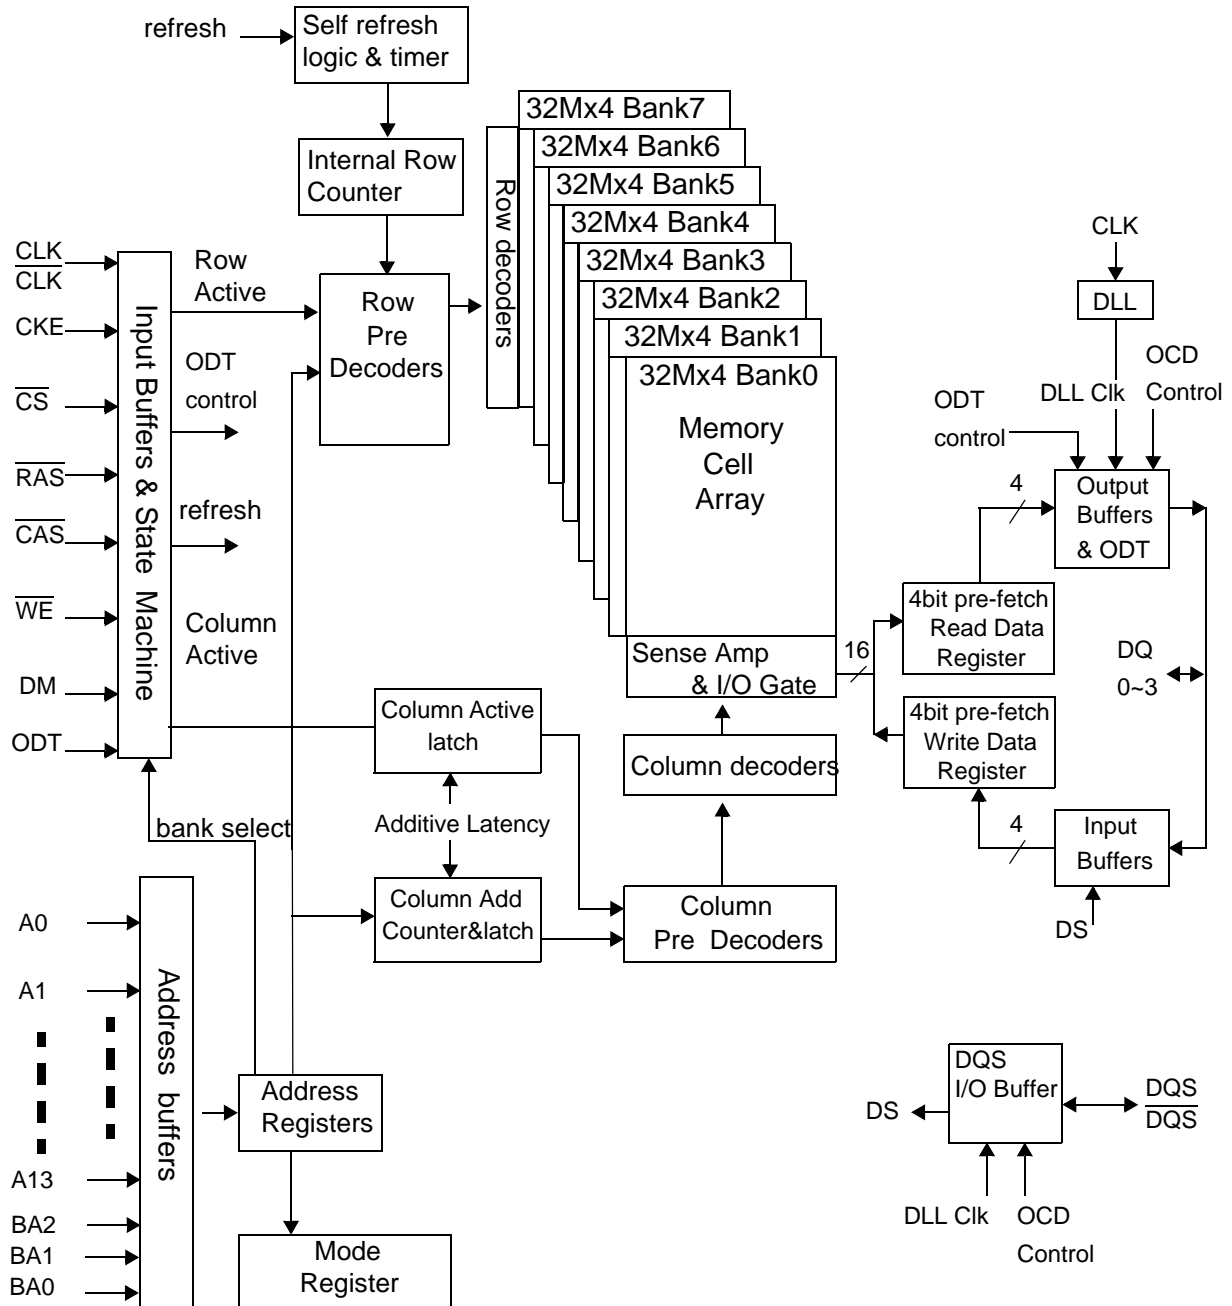 refresh
Self refresh
logic & timer
Internal Row
Counter
Row decoders
32Mx4 Bank7
32Mx4 Bank6
32Mx4 Bank5
32Mx4 Bank4
32Mx4 Bank3
32Mx4 Bank2
32Mx4 Bank1
32Mx4 Bank0
Memory
Cell
Array
Sense Amp
& I/O Gate
CLK
CLK
CKE
CS
RAS
CAS
WE
DM
ODT
Input Buffers & State Machine
Row
Active
ODT
control
refresh
Column
Active
Row
Pre
Decoders
Column Active
latch
Additive Latency
Column Add
Counter&latch
Column decoders
Column
Pre Decoders
bank select
A0
A1
A13
BA2
BA1
BA0
Address buffers
Address
Registers
Mode
Register
CLK
DLL
DLL Clk
OCD
Control
ODT
control
4
Output
Buffers
& ODT
16
4bit pre-fetch
Read Data
Register
4bit pre-fetch
Write Data
Register
DQ
0~3
4
Input
Buffers
DS
DQS
I/O Buffer
DS
DQS
DQS
DLL Clk
OCD
Control